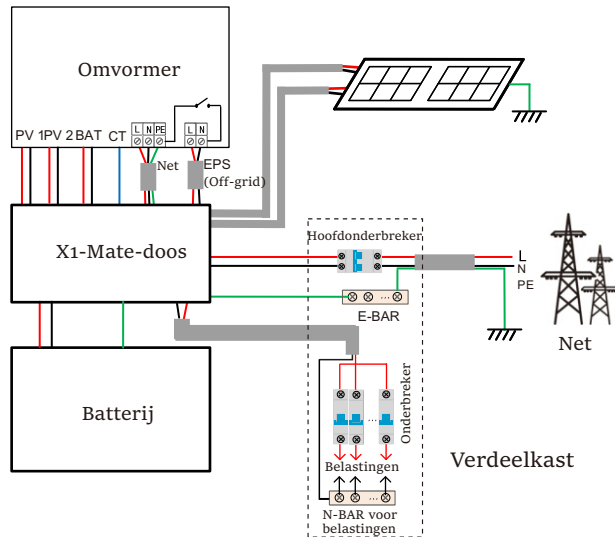 Omvormer
L N PE
L N
PV 1 PV 2 BAT CT
Net
EPS
(Off-grid)
X1-Mate-doos
Hoofdonderbreker
L
N
PE
E-BAR
Net
Batterij
Onderbreker
Belastingen
Verdeelkast
N-BAR voor
belastingen